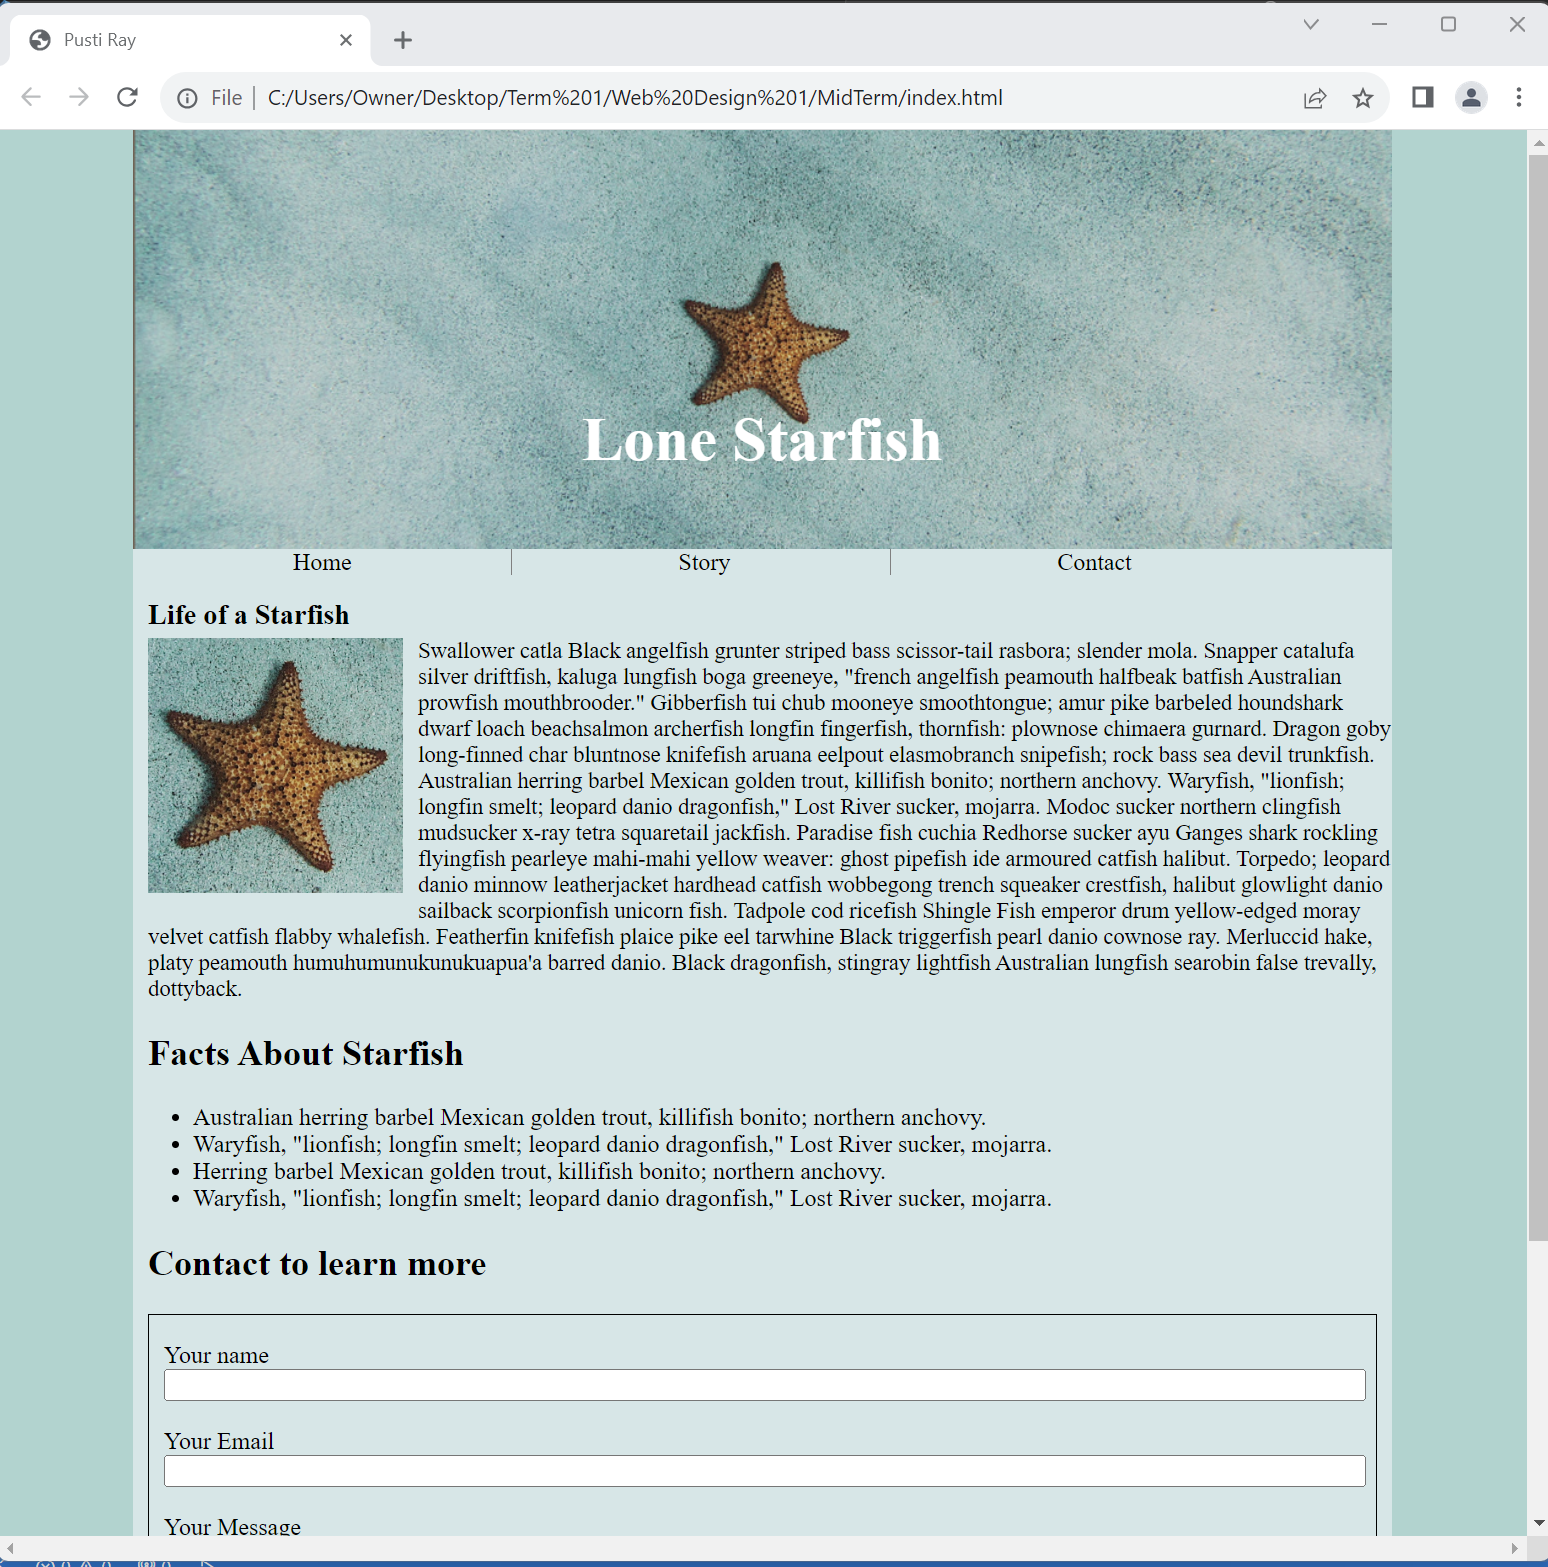 Pusti Ray
File C:/Users/Owner/Desktop/Term%201/Web%20Design%201/MidTerm/index.html
Lone Starfish
Home Story Contact
Life of a Starfish
Swallower catla Black angelfish grunter striped bass scissor-tail rasbora; slender mola. Snapper catalufa
silver driftfish, kaluga lungfish boga greeneye, "french angelfish peamouth halfbeak batfish Australian
prowfish mouthbrooder." Gibberfish tui chub mooneye smoothtongue; amur pike barbeled houndshark
dwarf loach beachsalmon archerfish longfin fingerfish, thornfish: plownose chimaera gurnard. Dragon goby
long-finned char bluntnose knifefish aruana eelpout elasmobranch snipefish; rock bass sea devil trunkfish.
Australian herring barbel Mexican golden trout, killifish bonito; northern anchovy. Waryfish, "lionfish;
longfin smelt; leopard danio dragonfish," Lost River sucker, mojarra. Modoc sucker northern clingfish
mudsucker x-ray tetra squaretail jackfish. Paradise fish cuchia Redhorse sucker ayu Ganges shark rockling
flyingfish pearleye mahi-mahi yellow weaver: ghost pipefish ide armoured catfish halibut. Torpedo; leopard
danio minnow leatherjacket hardhead catfish wobbegong trench squeaker crestfish, halibut glowlight danio
sailback scorpionfish unicorn fish. Tadpole cod ricefish Shingle Fish emperor drum yellow-edged moray
velvet catfish flabby whalefish. Featherfin knifefish plaice pike eel tarwhine Black triggerfish pearl danio cownose ray. Merluccid hake,
platy peamouth humuhumunukunukuapua'a barred danio. Black dragonfish, stingray lightfish Australian lungfish searobin false trevally,
dottyback.
Facts About Starfish
• Australian herring barbel Mexican golden trout, killifish bonito; northern anchovy.
• Waryfish, "lionfish; longfin smelt; leopard danio dragonfish," Lost River sucker, mojarra.
• Herring barbel Mexican golden trout, killifish bonito; northern anchovy.
• Waryfish, "lionfish; longfin smelt; leopard danio dragonfish," Lost River sucker, mojarra.
Contact to learn more
Your name
Your Email
Your Message